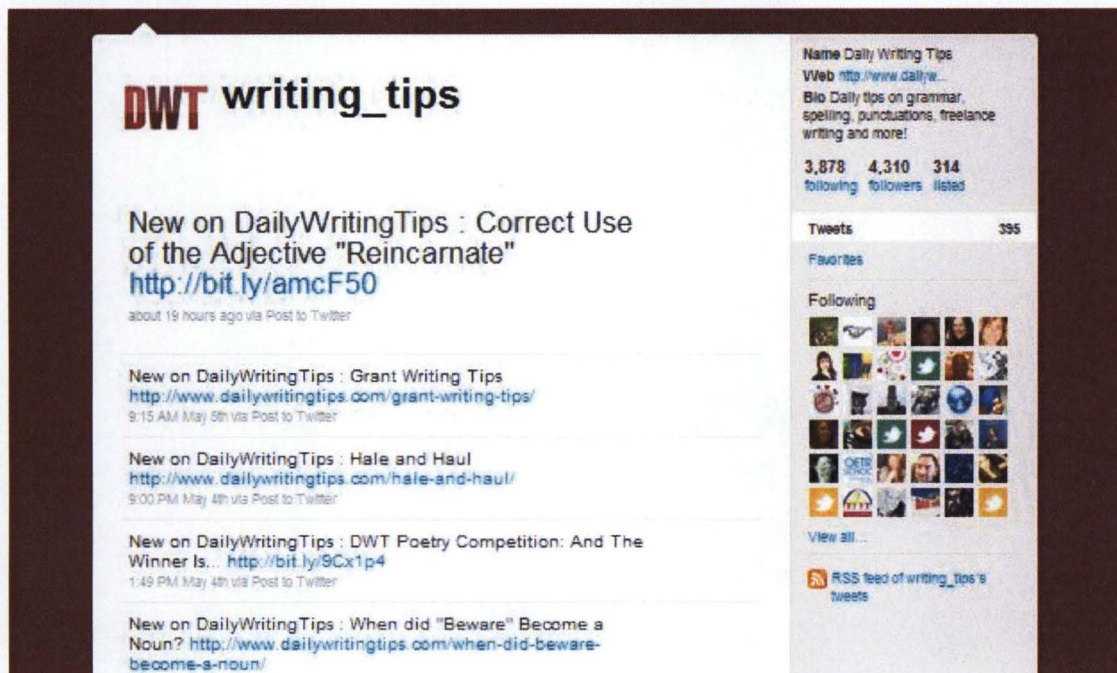 DWT writing_tips
New on DailyWritingTips : Correct Use
of the Adjective "Reincarnate"
http://bit.ly/amcF50
about 19 hours ago via Post to Twitter
New on DailyWritingTips : Grant Writing Tips
http://www.dailywritingtips.com/grant-writing-tips/
9:15 AM May 5th via Post to Twitter
New on DailyWritingTips : Hale and Haul
http://www.dailywritingtips.com/hale-and-haul/
9:00 PM May 4th via Post to Twitter
New on DailyWritingTips : DWT Poetry Competition: And The
Winner Is... http://bit.ly/9Cx1p4
1:49 PM May 4th via Post to Twitter
New on DailyWritingTips : When did "Beware" Become a
Noun? http://www.dailywritingtips.com/when-did-beware-
become-a-noun/
Name Daily Writing Tips
Web http://www.dailyw...
Bio Daily tips on grammar,
spelling, punctuations, freelance
writing and more!
3,878 4,310 314
following followers listed
Tweets 395
Favorites
Following
View all...
RSS feed of writing_tips's
tweets